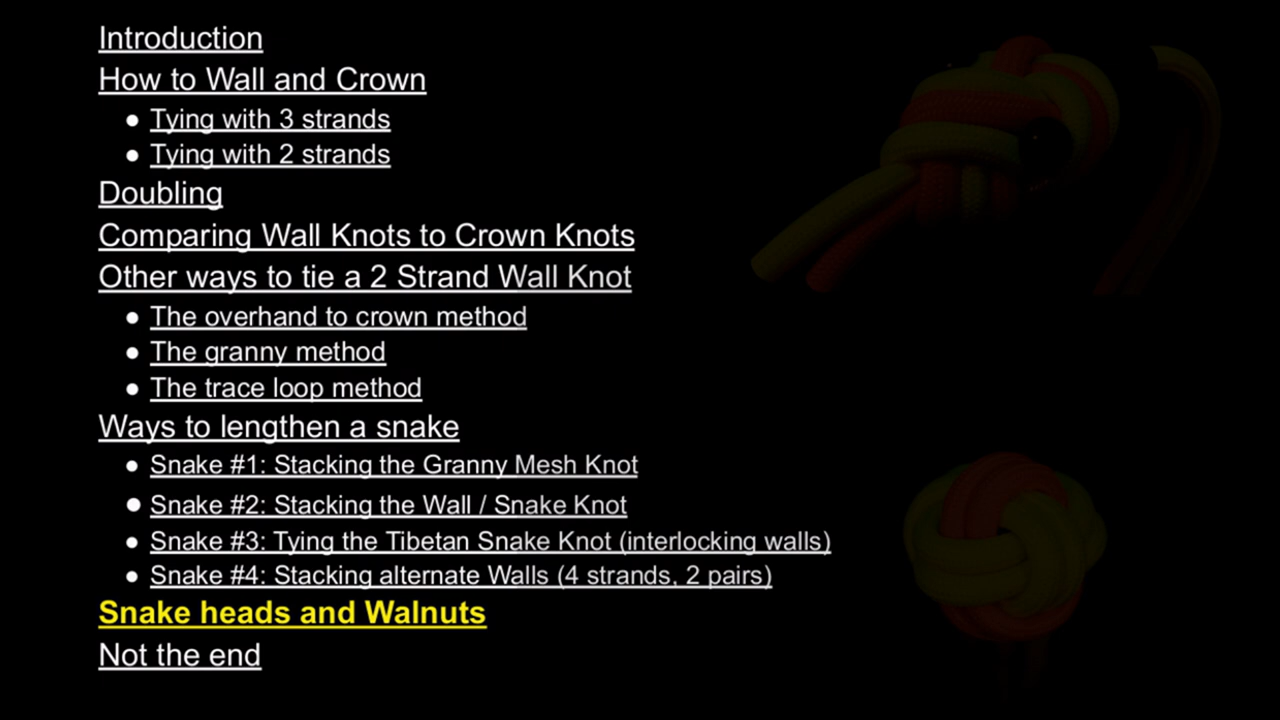 Introduction
How to Wall and Crown
● Tying with 3 strands
● Tying with 2 strands
Doubling
Comparing Wall Knots to Crown Knots
Other ways to tie a 2 Strand Wall Knot
● The overhand to crown method
● The granny method
● The trace loop method
Ways to lengthen a snake
● Snake #1: Stacking the Granny Mesh Knot
● Snake #2: Stacking the Wall / Snake Knot
● Snake #3: Tying the Tibetan Snake Knot (interlocking walls)
● Snake #4: Stacking alternate Walls (4 strands, 2 pairs)
Snake heads and Walnuts
Not the end